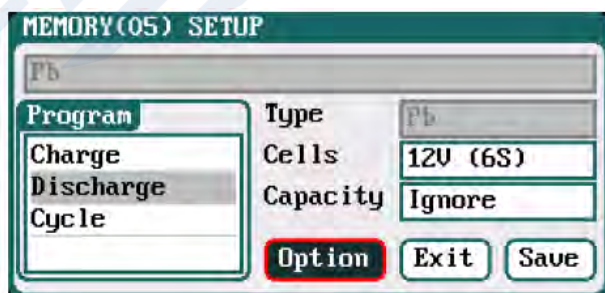 MEMORY(05) SETUP
Pb
Program
Charge
Discharge
Cycle
Type Pb
Cells 12V (6S)
Capacity Ignore
Option Exit Save